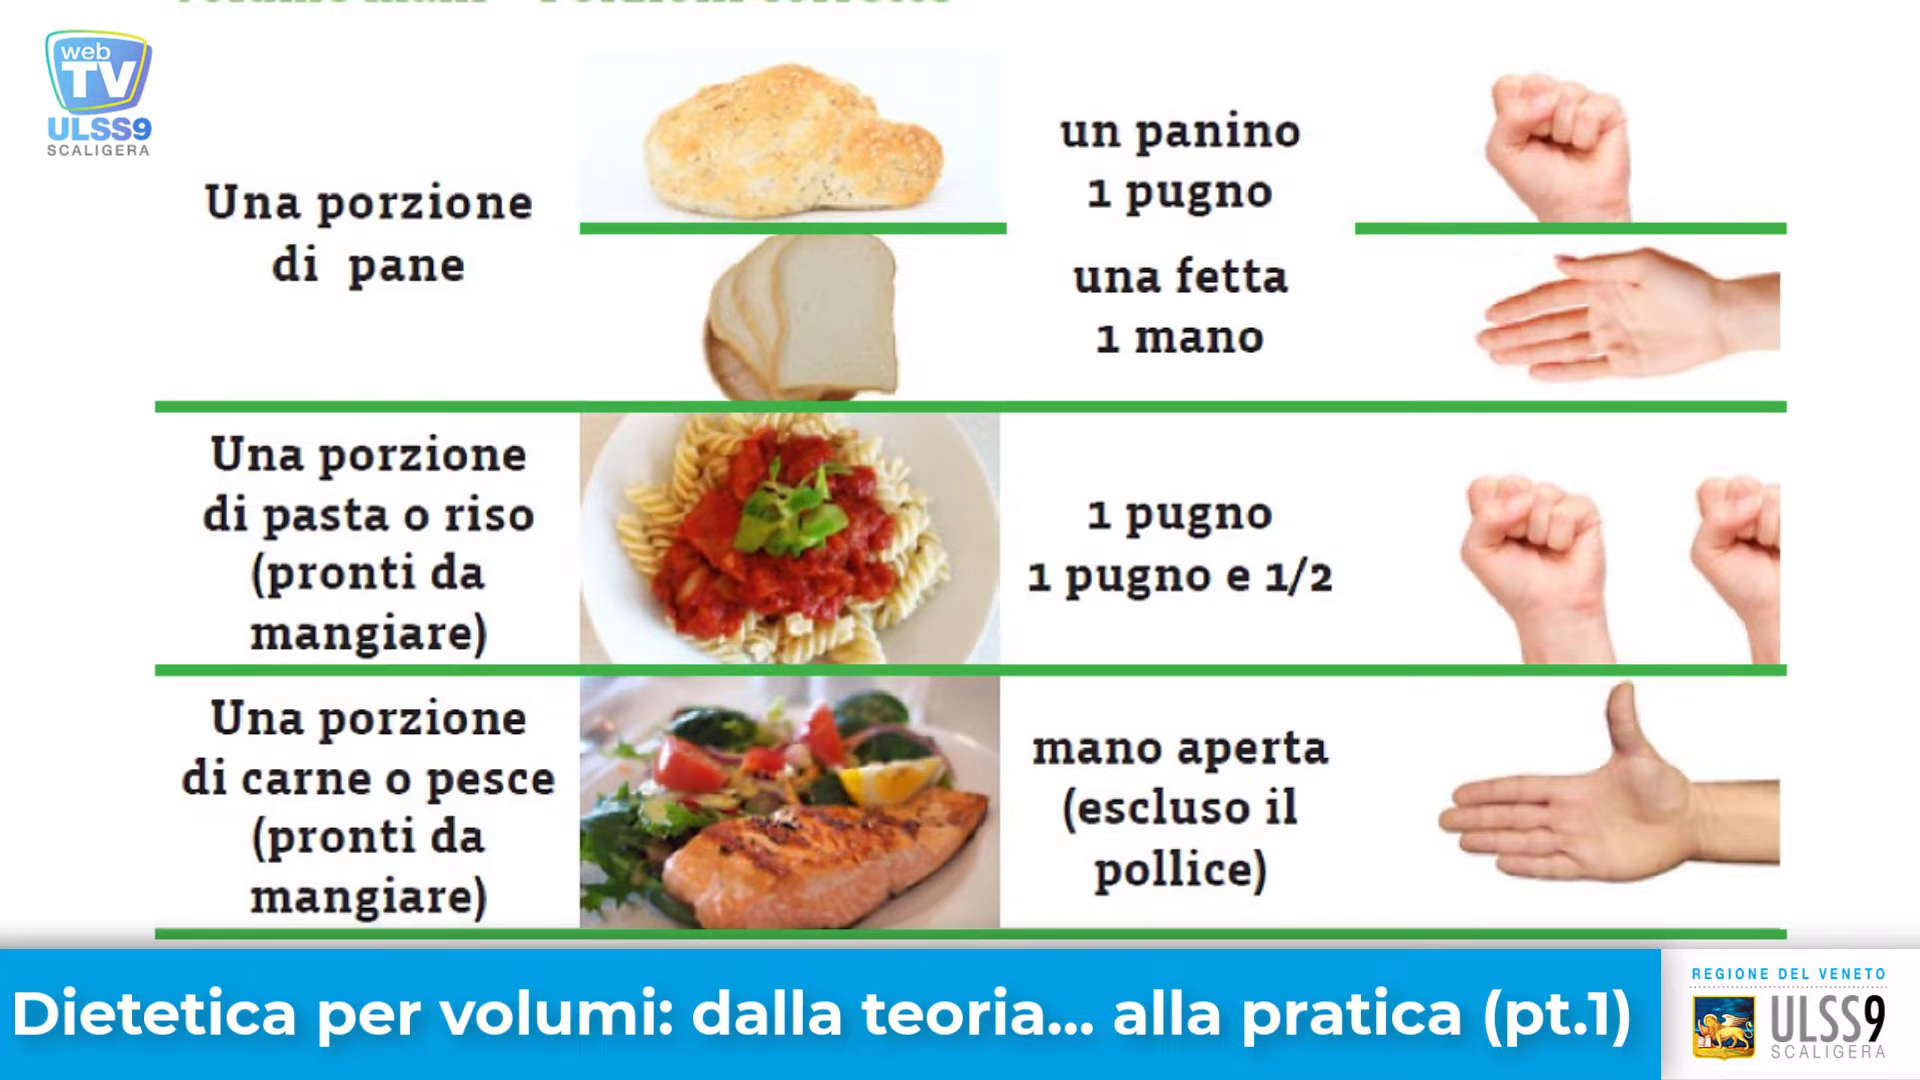 web
TV
ULSS9
SCALIGERA
Una porzione
di pane
un panino
1 pugno
una fetta
1 mano
Una porzione
di pasta o riso
(pronti da
mangiare)
1 pugno
1 pugno e 1/2
Una porzione
di carne o pesce
(pronti da
mangiare)
mano aperta
(escluso il
pollice)
Dietetica per volumi: dalla teoria... alla pratica (pt.1)
REGIONE DEL VENETO
ULSS9
SCALIGERA